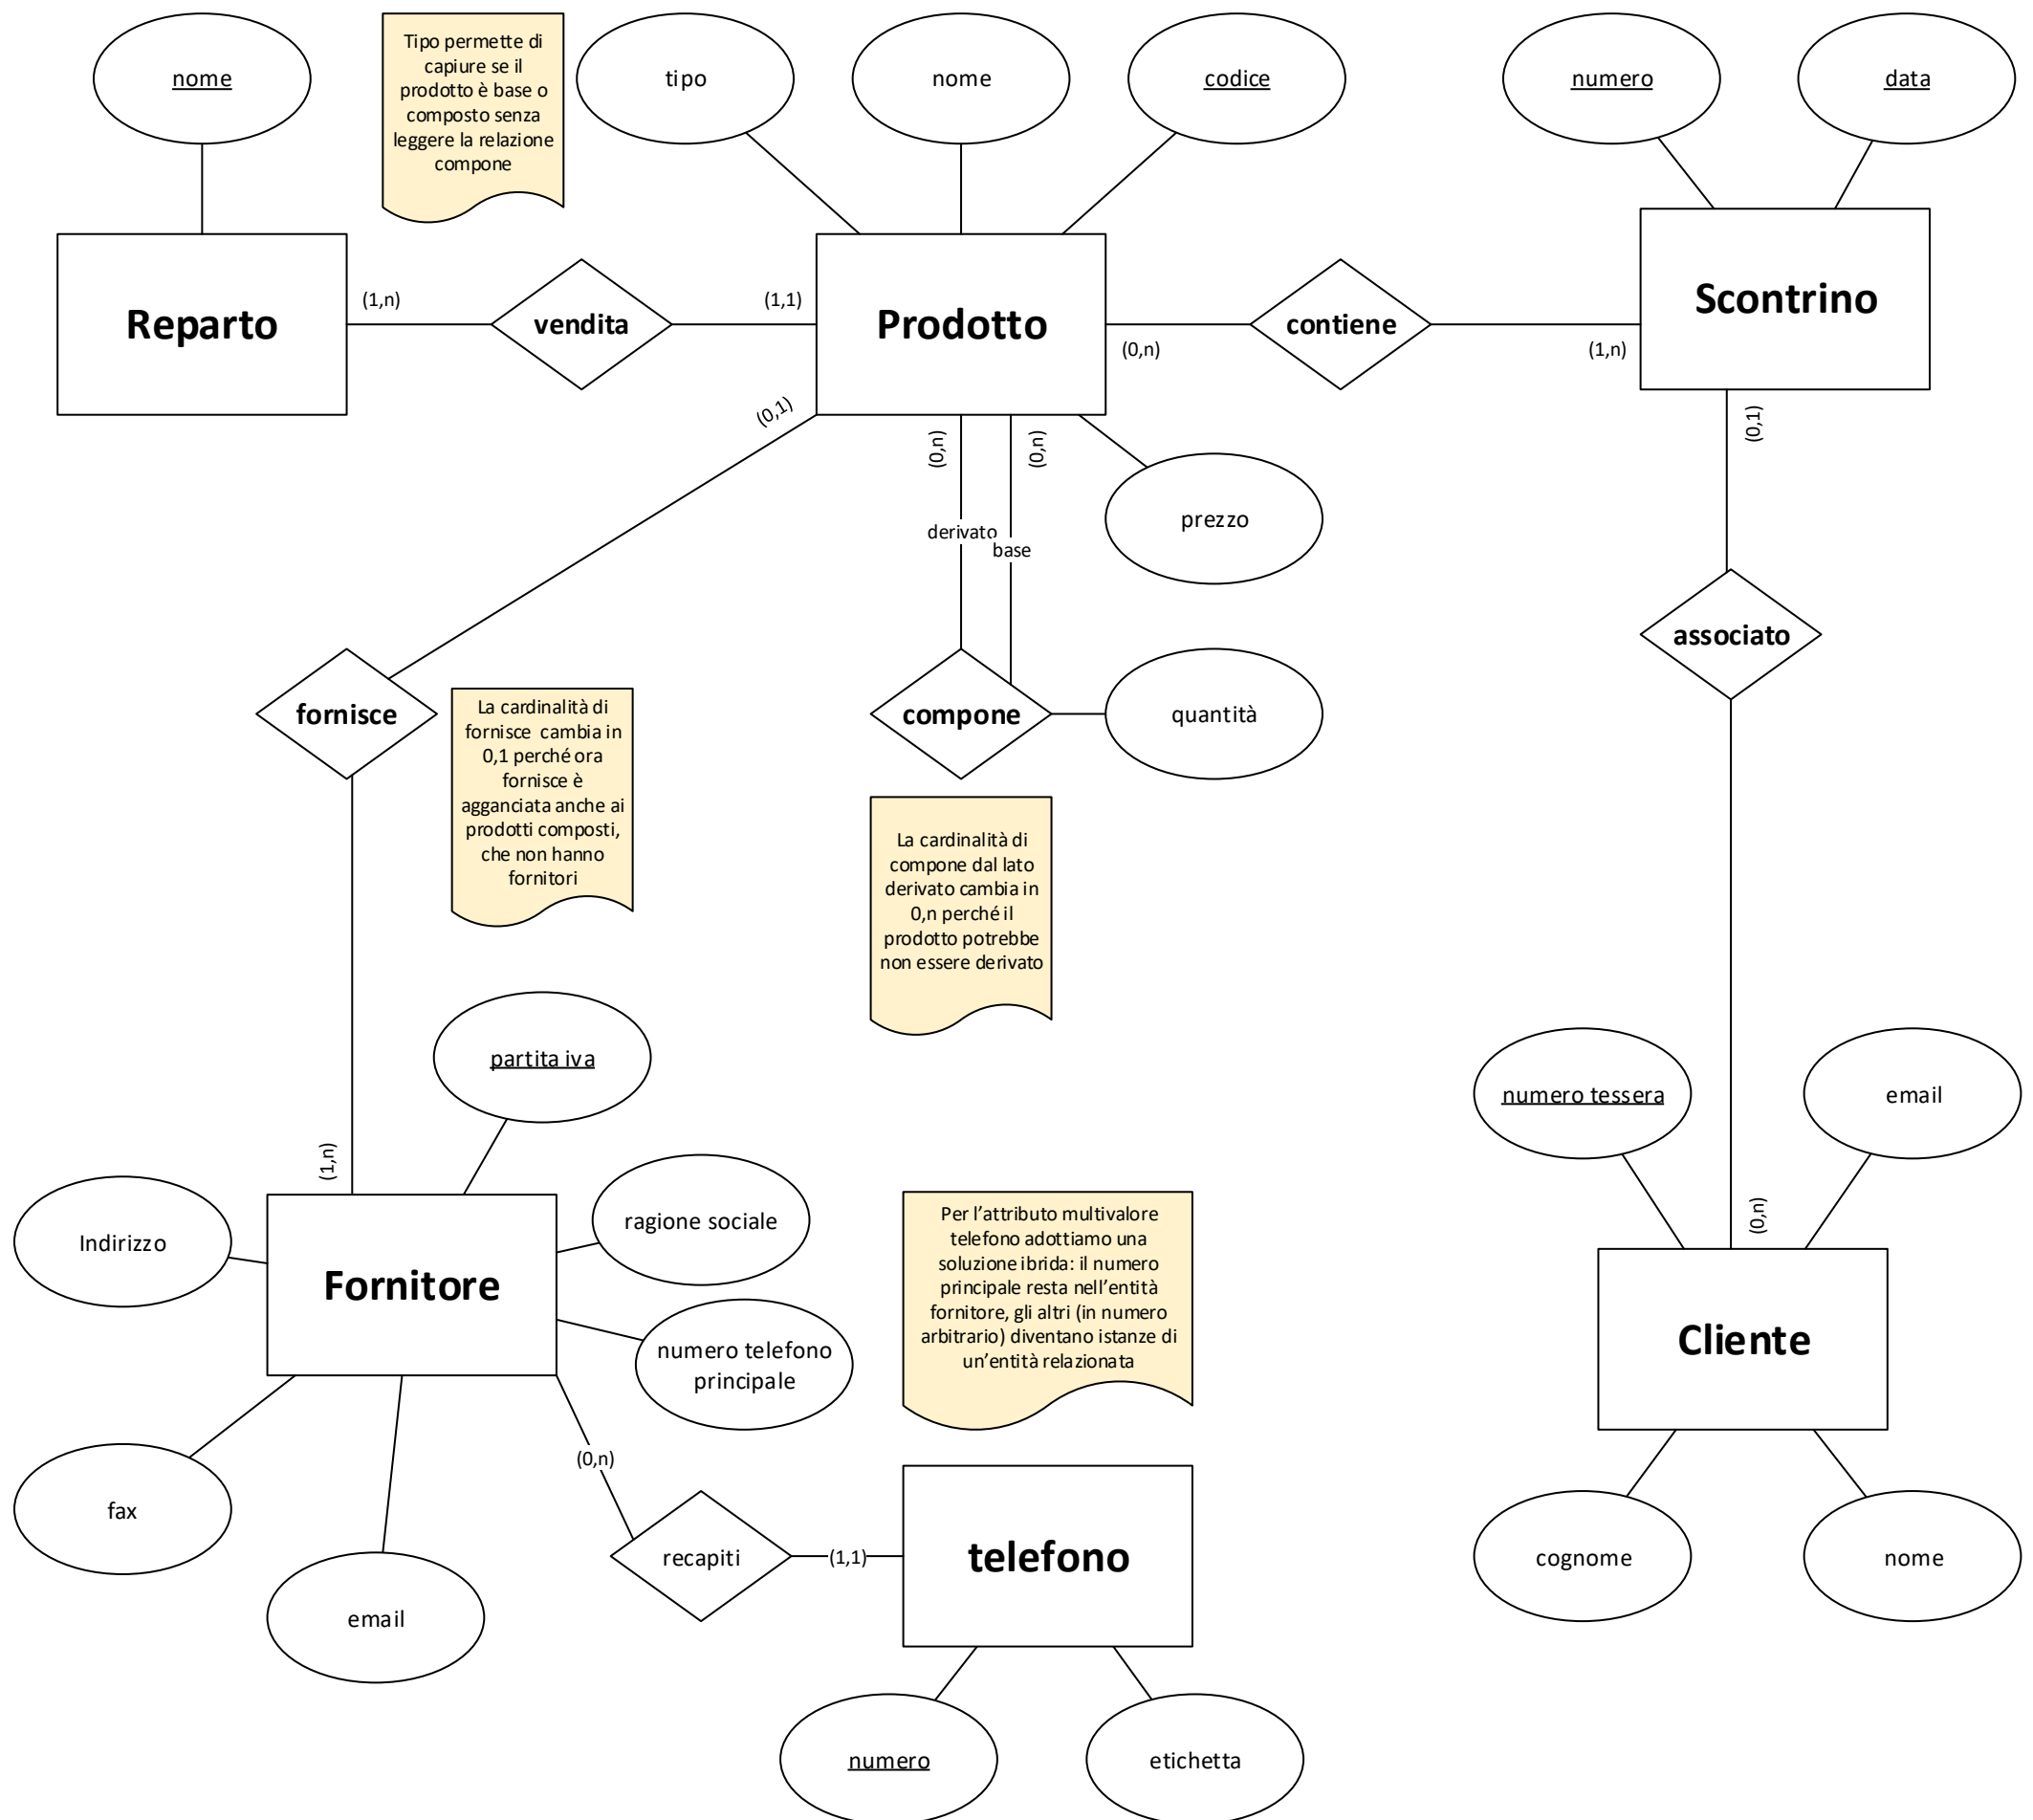 nome
Tipo permette di
capiure se il
prodotto è base o
composto senza
leggere la relazione
compone
tipo
nome
codice
numero
data
Reparto
(1,n)
vendita
(1,1)
Prodotto
(0,n)
contiene
(1,n)
Scontrino
(0,1)
(0,n)
(0,n)
(0,1)
derivato
base
prezzo
associato
fornisce
La cardinalità di
fornisce cambia in
0,1 perché ora
fornisce è
agganciata anche ai
prodotti composti,
che non hanno
fornitori
compone
quantità
La cardinalità di
compone dal lato
derivato cambia in
0,n perché il
prodotto potrebbe
non essere derivato
partita iva
numero tessera
email
(1,n)
(0,n)
Indirizzo
Fornitore
ragione sociale
numero telefono
principale
Per l’attributo multivalore
telefono adottiamo una
soluzione ibrida: il numero
principale resta nell’entità
fornitore, gli altri (in numero
arbitrario) diventano istanze di
un’entità relazionata
Cliente
fax
email
(0,n)
recapiti
(1,1)
telefono
cognome
nome
numero
etichetta